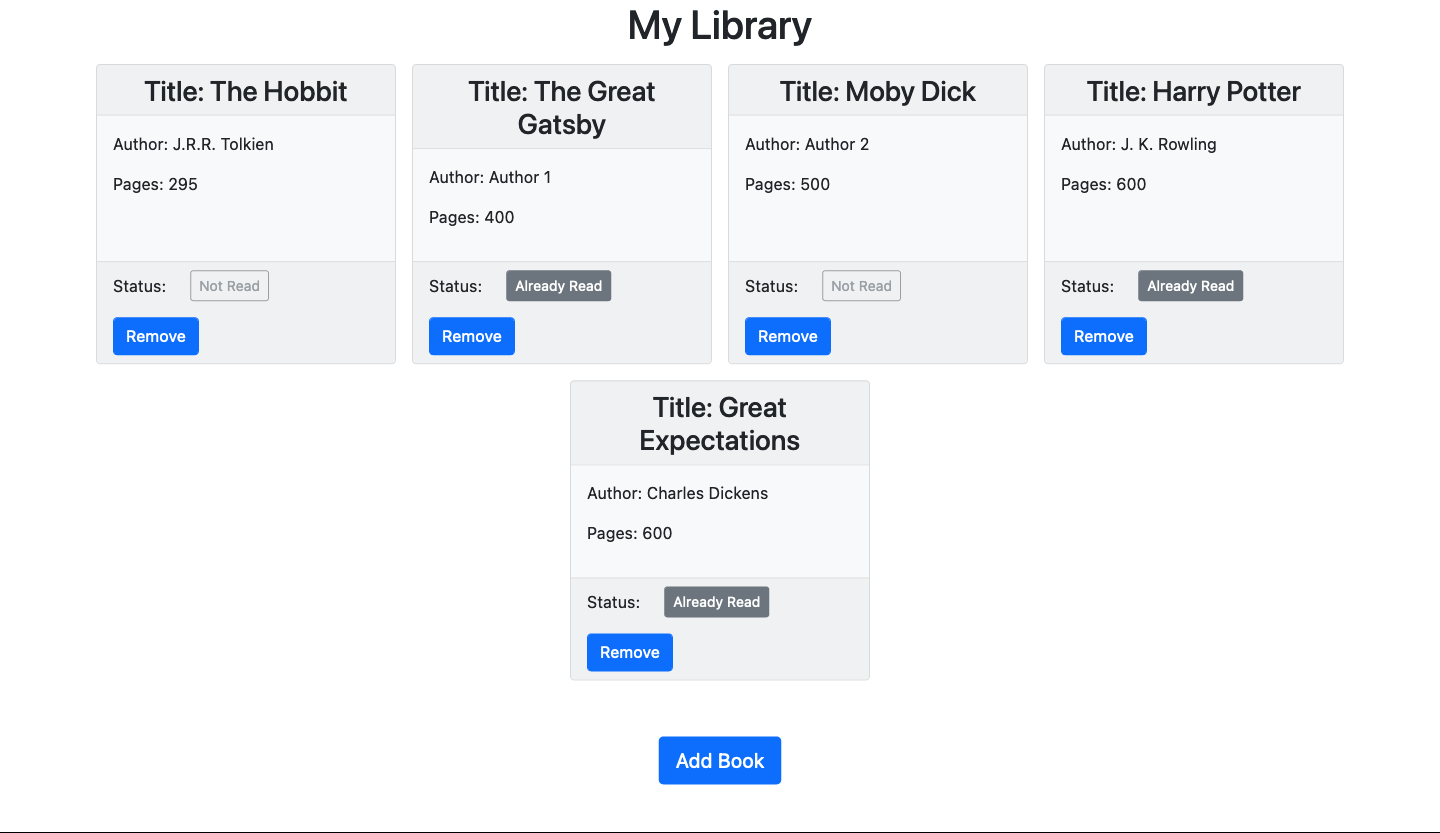 My Library
Title: The Hobbit
Author: J.R.R. Tolkien
Pages: 295
Status: Not Read
Remove
Title: The Great
Gatsby
Author: Author 1
Pages: 400
Status: Already Read
Remove
Title: Moby Dick
Author: Author 2
Pages: 500
Status: Not Read
Remove
Title: Harry Potter
Author: J. K. Rowling
Pages: 600
Status: Already Read
Remove
Title: Great
Expectations
Author: Charles Dickens
Pages: 600
Status: Already Read
Remove
Add Book